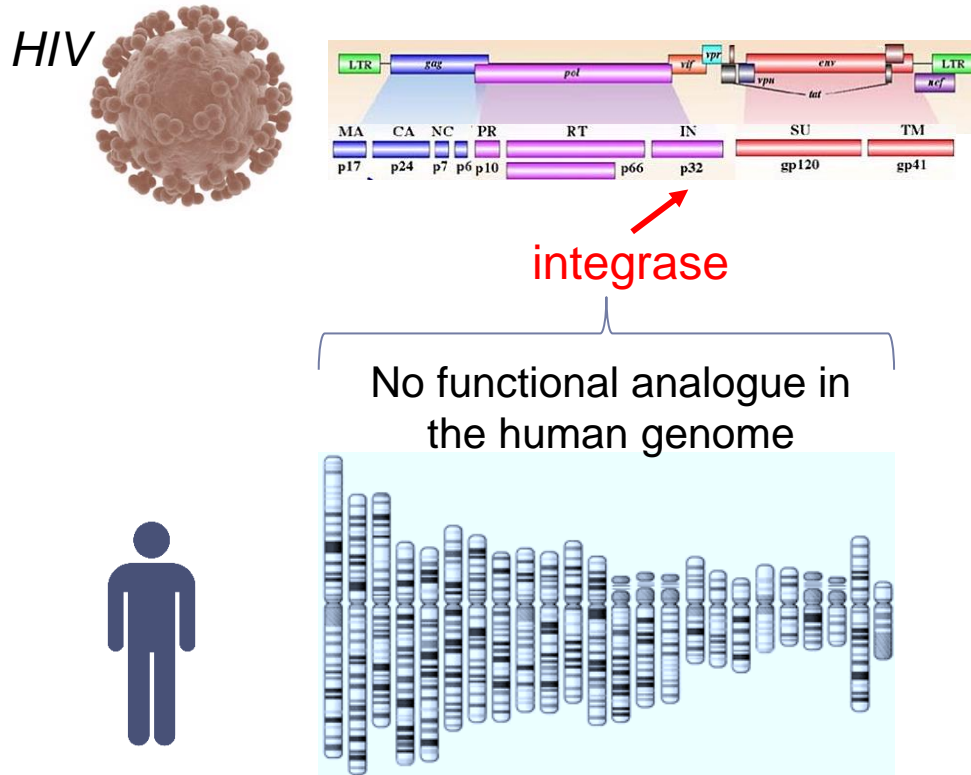 HIV
LTR gag pol vif vpr vpu env tat nef LTR
MA CA NC PR RT IN SU TM
p17 p24 p7 p6 p10 p66 p32 gp120 gp41
integrase
No functional analogue in
the human genome